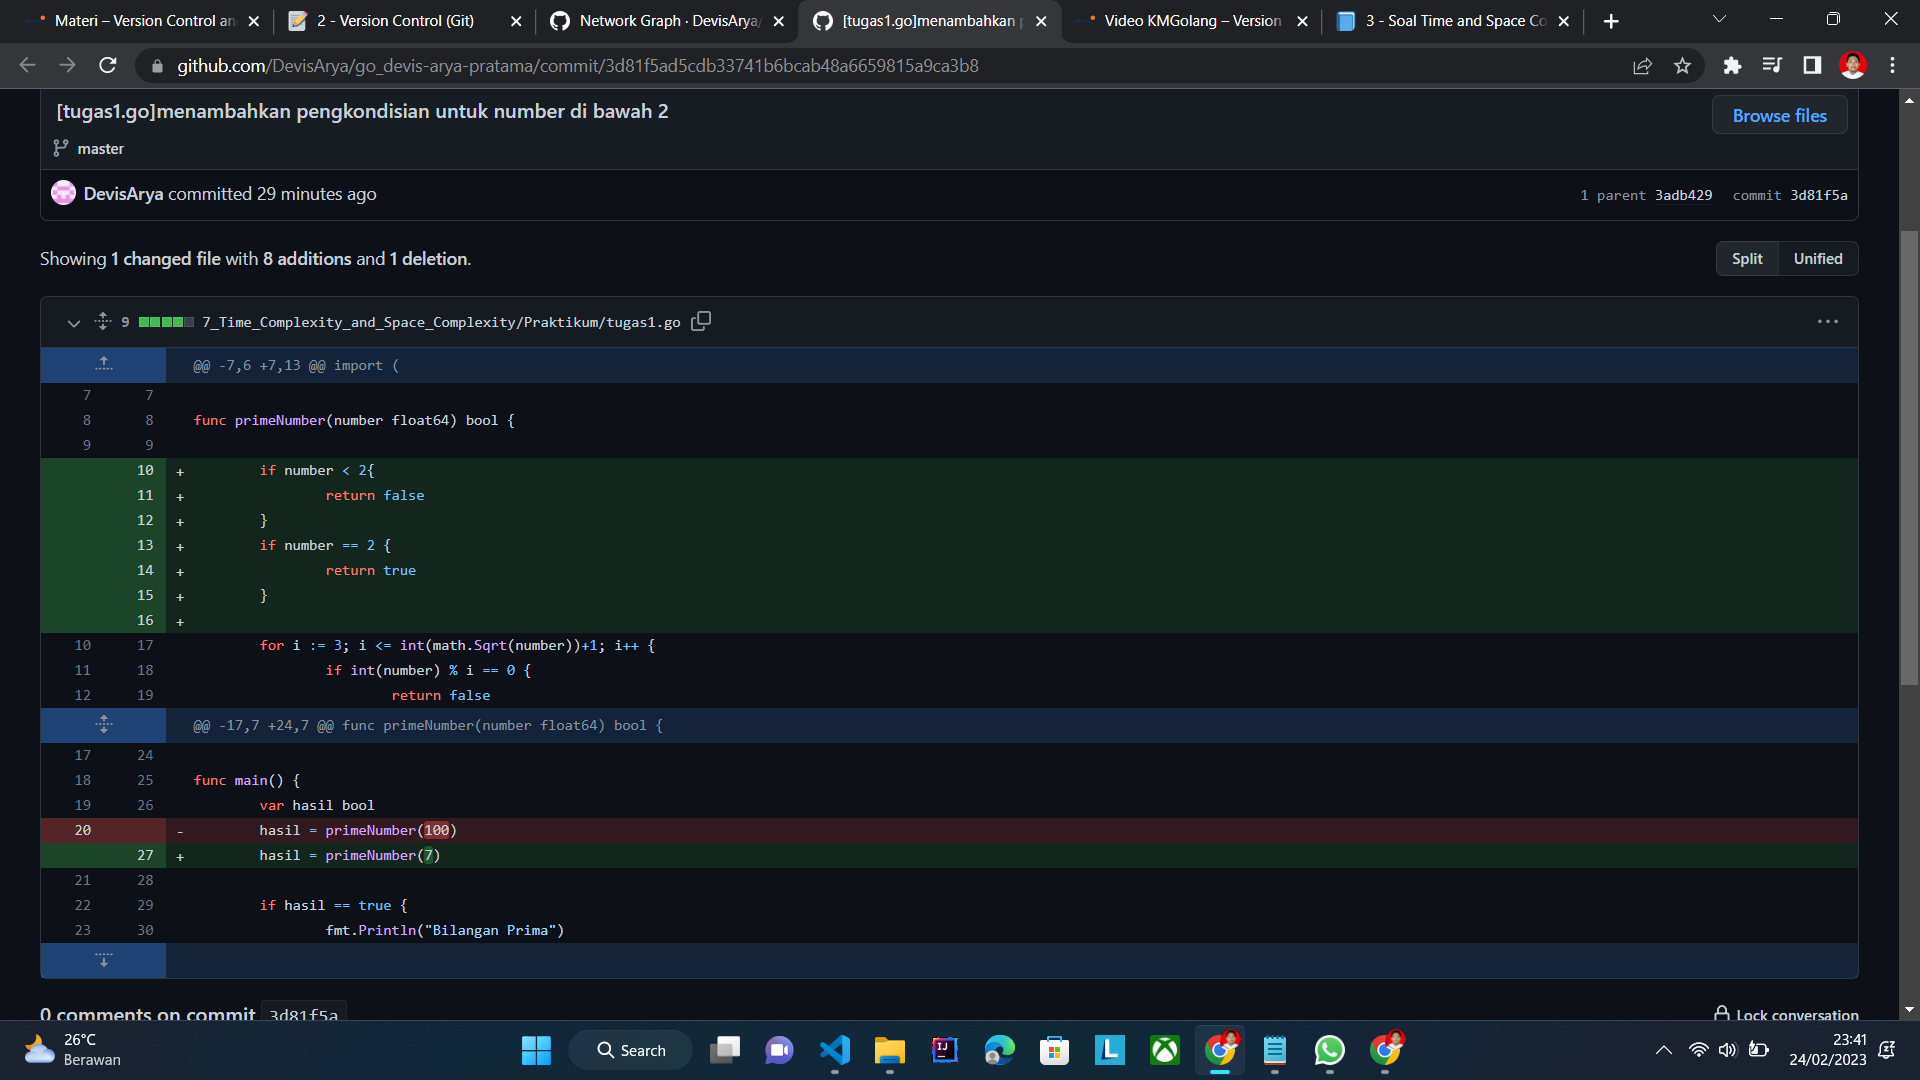 Materi – Version Control an
2 - Version Control (Git)
Network Graph · DevisArya/
[tugas1.go]menambahkan p
Video KMGolang – Version
3 - Soal Time and Space Co
github.com/DevisArya/go_devis-arya-pratama/commit/3d81f5ad5cdb33741b6bcab48a6659815a9ca3b8
[tugas1.go]menambahkan pengkondisian untuk number di bawah 2
Browse files
master
DevisArya committed 29 minutes ago
1 parent 3adb429 commit 3d81f5a
Showing 1 changed file with 8 additions and 1 deletion.
Split Unified
9 7_Time_Complexity_and_Space_Complexity/Praktikum/tugas1.go
@@ -7,6 +7,13 @@ import (
7 7
8 8 func primeNumber(number float64) bool {
9 9
10 + if number < 2{
11 + return false
12 + }
13 + if number == 2 {
14 + return true
15 + }
16 +
10 17 for i := 3; i <= int(math.Sqrt(number))+1; i++ {
11 18 if int(number) % i == 0 {
12 19 return false
@@ -17,7 +24,7 @@ func primeNumber(number float64) bool {
17 24
18 25 func main() {
19 26 var hasil bool
20 - hasil = primeNumber(100)
27 + hasil = primeNumber(7)
21 28
22 29 if hasil == true {
23 30 fmt.Println("Bilangan Prima")
0 comments on commit 3d81f5a
Lock conversation
26°C
Berawan
Search
23:41
24/02/2023